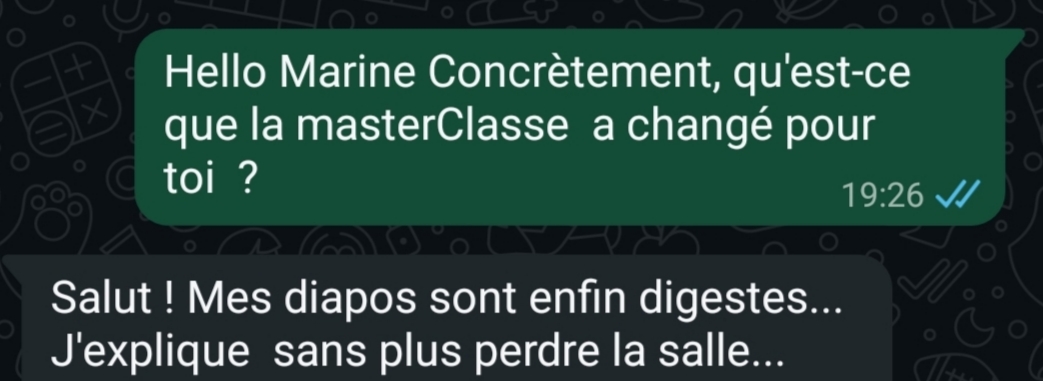 Hello Marine Concrètement, qu'est-ce
que la masterClasse  a changé pour
toi  ?
19:26
Salut ! Mes diapos sont enfin digestes...
J'explique  sans plus perdre la salle...